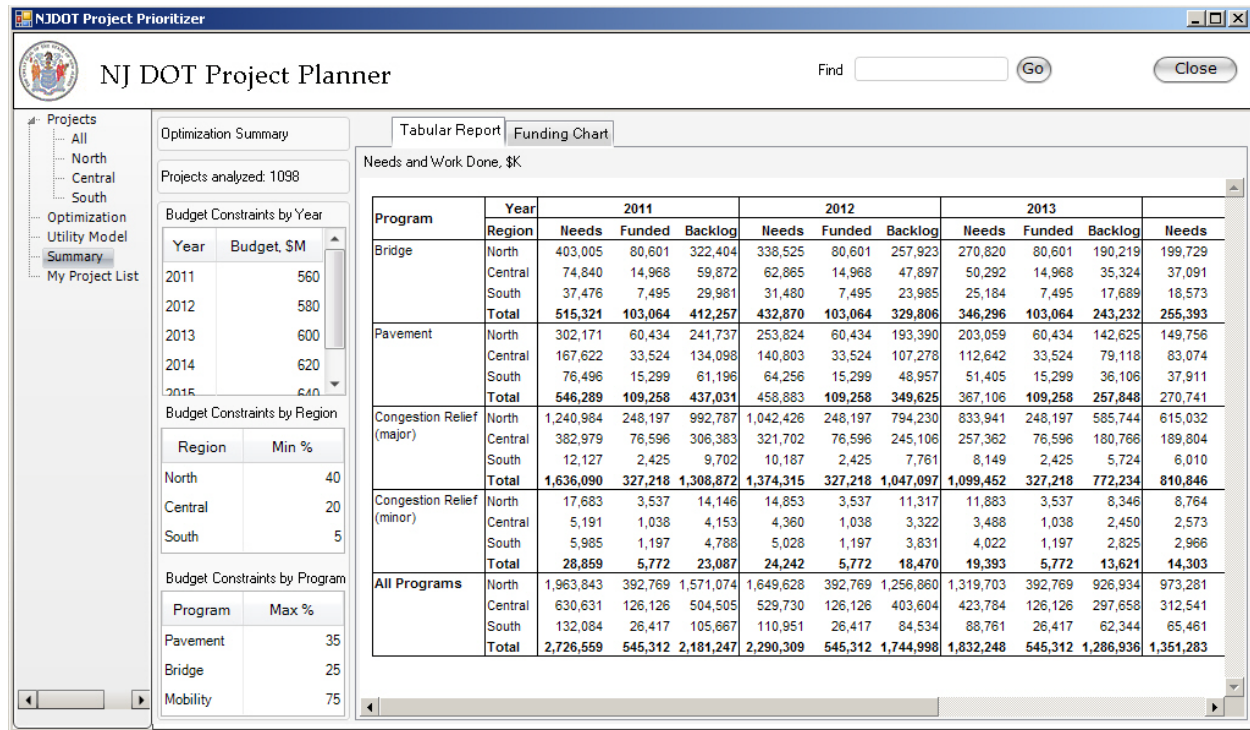 NJDOT Project Prioritizer
NJ DOT Project Planner
Find
Go
Close
Projects
All
North
Central
South
Optimization
Utility Model
Summary
My Project List
Optimization Summary
Projects analyzed: 1098
Budget Constraints by Year
Year Budget, $M
2011 560
2012 580
2013 600
2014 620
2015 640
Budget Constraints by Region
Region Min %
North 40
Central 20
South 5
Budget Constraints by Program
Program Max %
Pavement 35
Bridge 25
Mobility 75
Tabular Report Funding Chart
Needs and Work Done, $K
Program Year 2011 2012 2013
Region Needs Funded Backlog Needs Funded Backlog Needs Funded Backlog Needs
Bridge North 403,005 80,601 322,404 338,525 80,601 257,923 270,820 80,601 190,219 199,729
Central 74,840 14,968 59,872 62,865 14,968 47,897 50,292 14,968 35,324 37,091
South 37,476 7,495 29,981 31,480 7,495 23,985 25,184 7,495 17,689 18,573
Total 515,321 103,064 412,257 432,870 103,064 329,806 346,296 103,064 243,232 255,393
Pavement North 302,171 60,434 241,737 253,824 60,434 193,390 203,059 60,434 142,625 149,756
Central 167,622 33,524 134,098 140,803 33,524 107,278 112,642 33,524 79,118 83,074
South 76,496 15,299 61,196 64,256 15,299 48,957 51,405 15,299 36,106 37,911
Total 546,289 109,258 437,031 458,883 109,258 349,625 367,106 109,258 257,848 270,741
Congestion Relief North 1,240,984 248,197 992,787 1,042,426 248,197 794,230 833,941 248,197 585,744 615,032
(major) Central 382,979 76,596 306,383 321,702 76,596 245,106 257,362 76,596 180,766 189,804
South 12,127 2,425 9,702 10,187 2,425 7,761 8,149 2,425 5,724 6,010
Total 1,636,090 327,218 1,308,872 1,374,315 327,218 1,047,097 1,099,452 327,218 772,234 810,846
Congestion Relief North 17,683 3,537 14,146 14,853 3,537 11,317 11,883 3,537 8,346 8,764
(minor) Central 5,191 1,038 4,153 4,360 1,038 3,322 3,488 1,038 2,450 2,573
South 5,985 1,197 4,788 5,028 1,197 3,831 4,022 1,197 2,825 2,966
Total 28,859 5,772 23,087 24,242 5,772 18,470 19,393 5,772 13,621 14,303
All Programs North 1,963,843 392,769 1,571,074 1,649,628 392,769 1,256,860 1,319,703 392,769 926,934 973,281
Central 630,631 126,126 504,505 529,730 126,126 403,604 423,784 126,126 297,658 312,541
South 132,084 26,417 105,667 110,951 26,417 84,534 88,761 26,417 62,344 65,461
Total 2,726,559 545,312 2,181,247 2,290,309 545,312 1,744,998 1,832,248 545,312 1,286,936 1,351,283